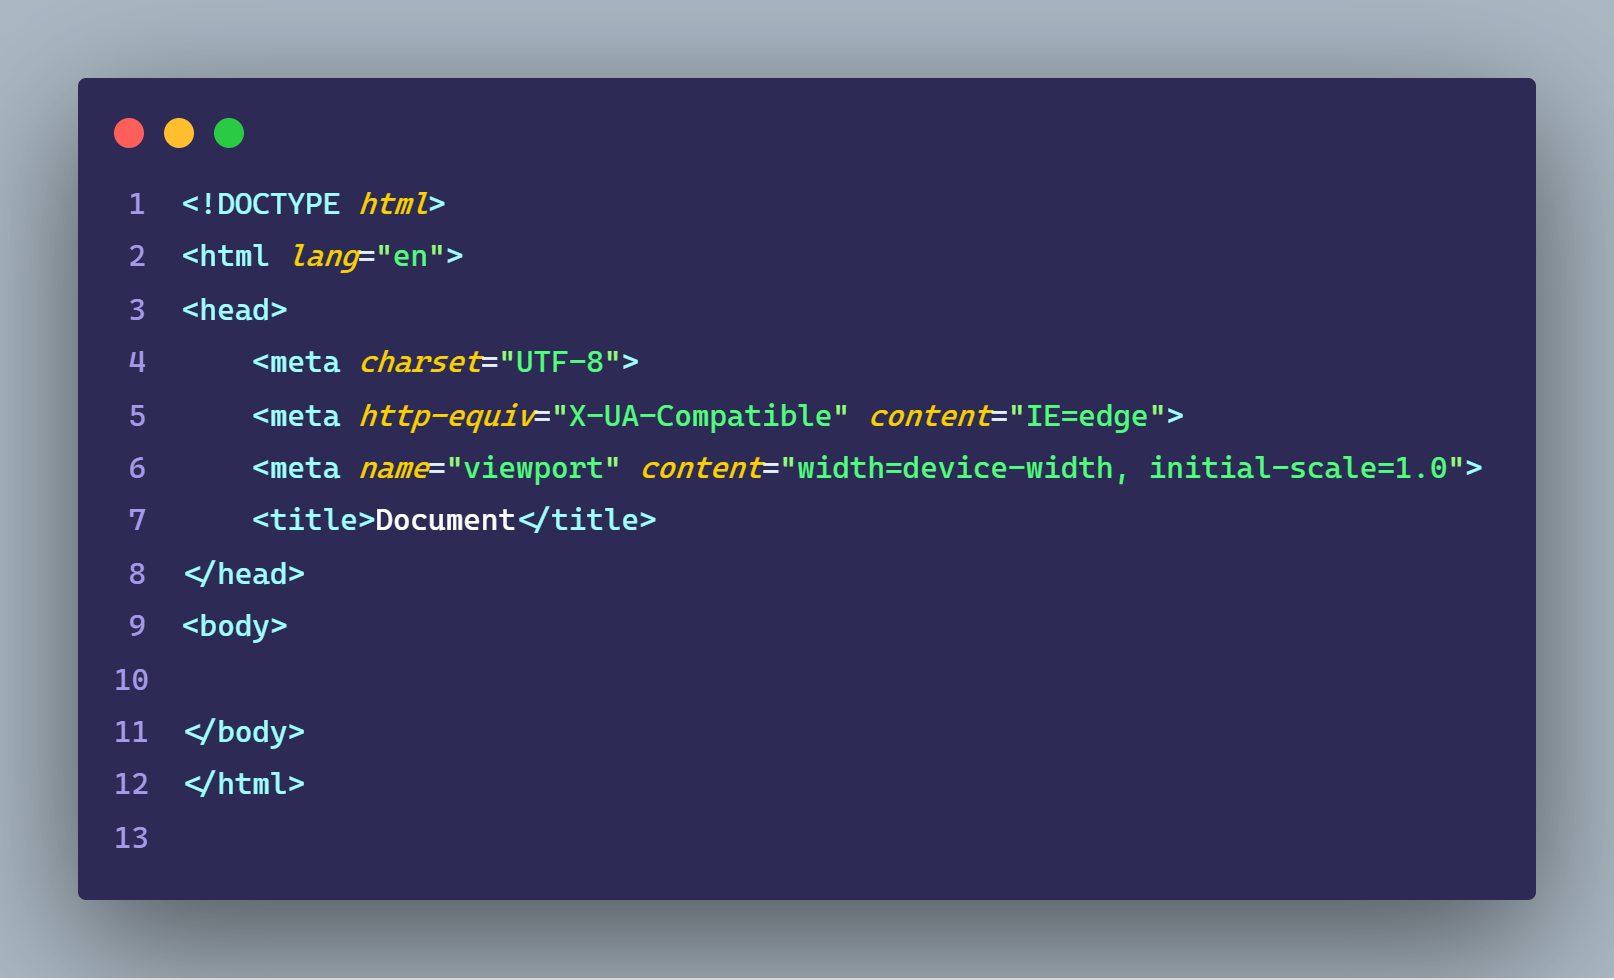 1 <!DOCTYPE html>
2 <html lang="en">
3 <head>
4     <meta charset="UTF-8">
5     <meta http-equiv="X-UA-Compatible" content="IE=edge">
6     <meta name="viewport" content="width=device-width, initial-scale=1.0">
7     <title>Document</title>
8 </head>
9 <body>
10
11 </body>
12 </html>
13